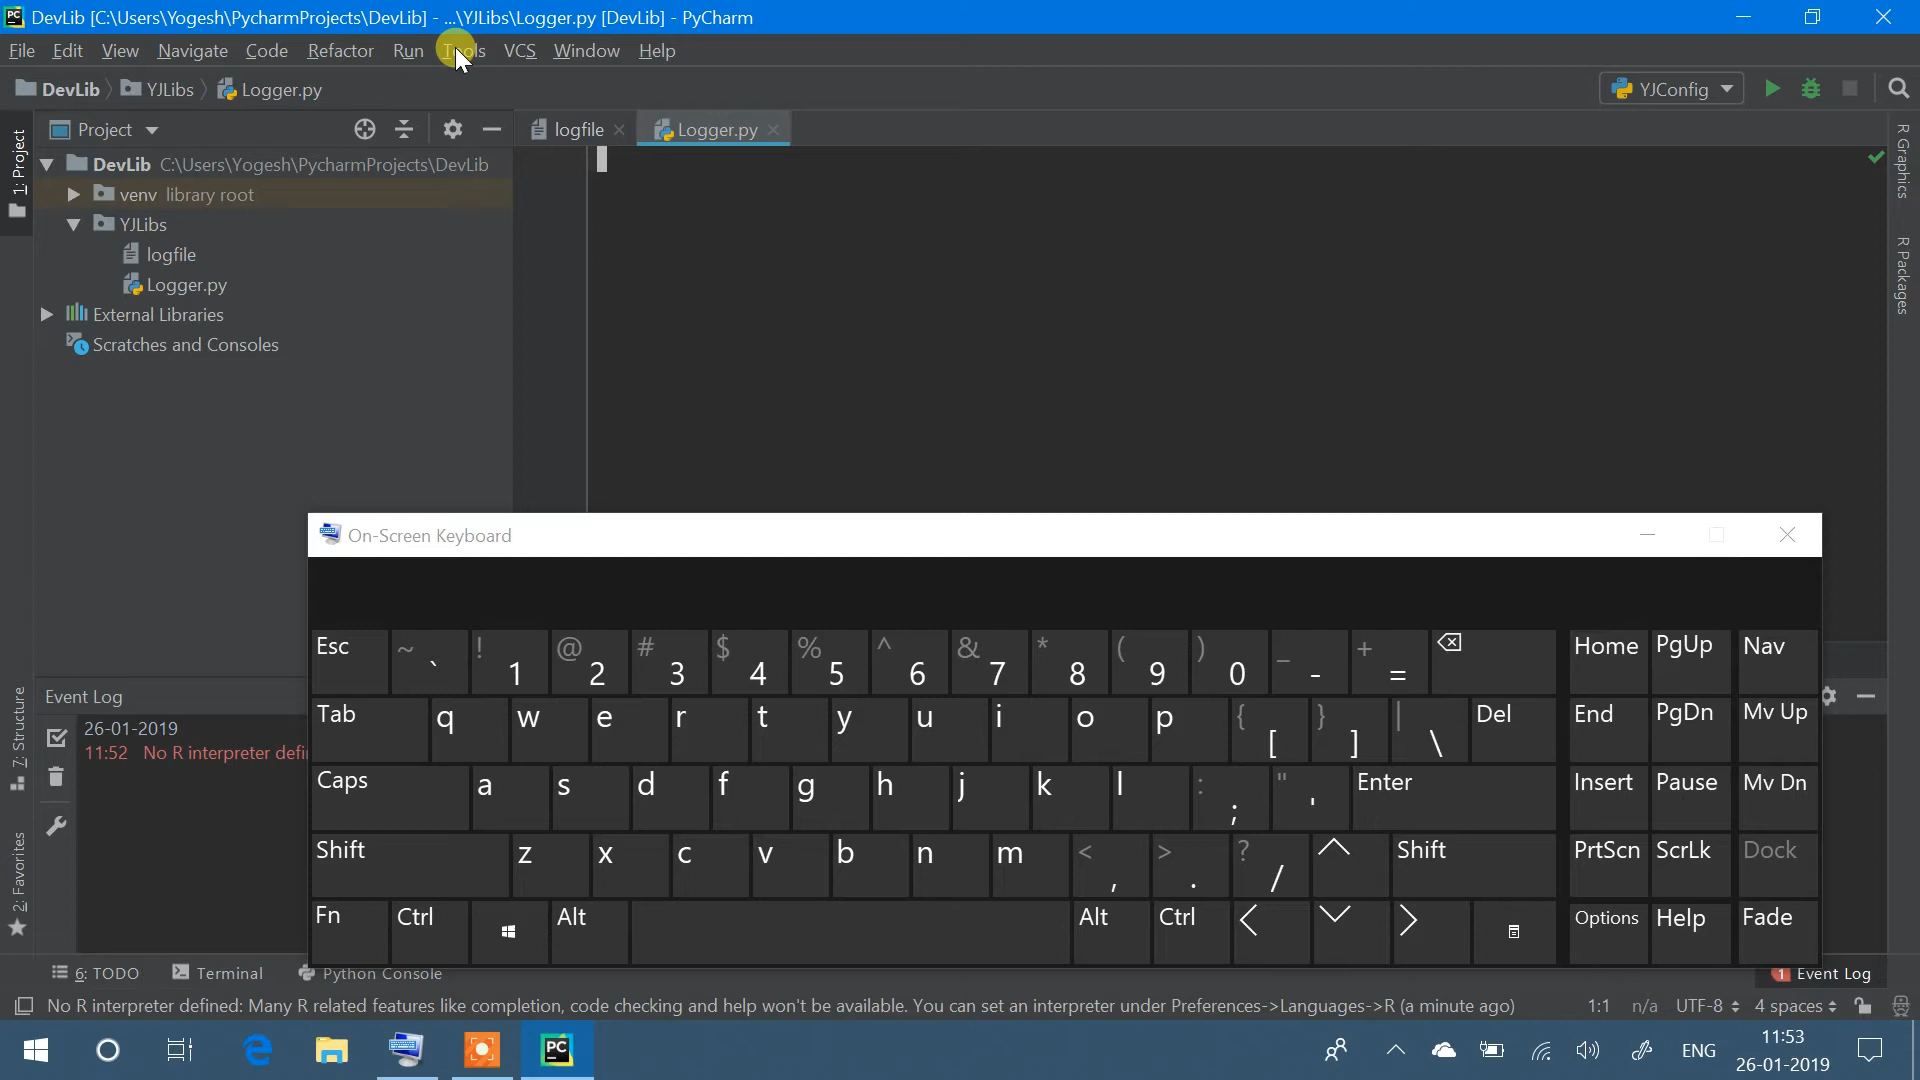 DevLib [C:\Users\Yogesh\PycharmProjects\DevLib] - ...\YJLibs\Logger.py [DevLib] - PyCharm
File Edit View Navigate Code Refactor Run Tools VCS Window Help
DevLib YJLibs Logger.py YJConfig
Project logfile Logger.py
1: Project
DevLib C:\Users\Yogesh\PycharmProjects\DevLib
venv library root
YJLibs
logfile
Logger.py
External Libraries
Scratches and Consoles
R Graphics
R Packages
On-Screen Keyboard
Esc ~ ` ! 1 @ 2 # 3 $ 4 % 5 ^ 6 & 7 * 8 ( 9 ) 0 _ - + = Home PgUp Nav
Tab q w e r t y u i o p { [ } ] | \ Del End PgDn Mv Up
Caps a s d f g h j k l : ; " ' Enter Insert Pause Mv Dn
Shift z x c v b n m < , > . ? / Shift PrtScn ScrLk Dock
Fn Ctrl Alt Alt Ctrl Options Help Fade
Event Log
26-01-2019
11:52 No R interpreter defi
7: Structure
2: Favorites
6: TODO Terminal Python Console 1 Event Log
No R interpreter defined: Many R related features like completion, code checking and help won't be available. You can set an interpreter under Preferences->Languages->R (a minute ago) 1:1 n/a UTF-8 4 spaces
PC ENG 11:53
26-01-2019